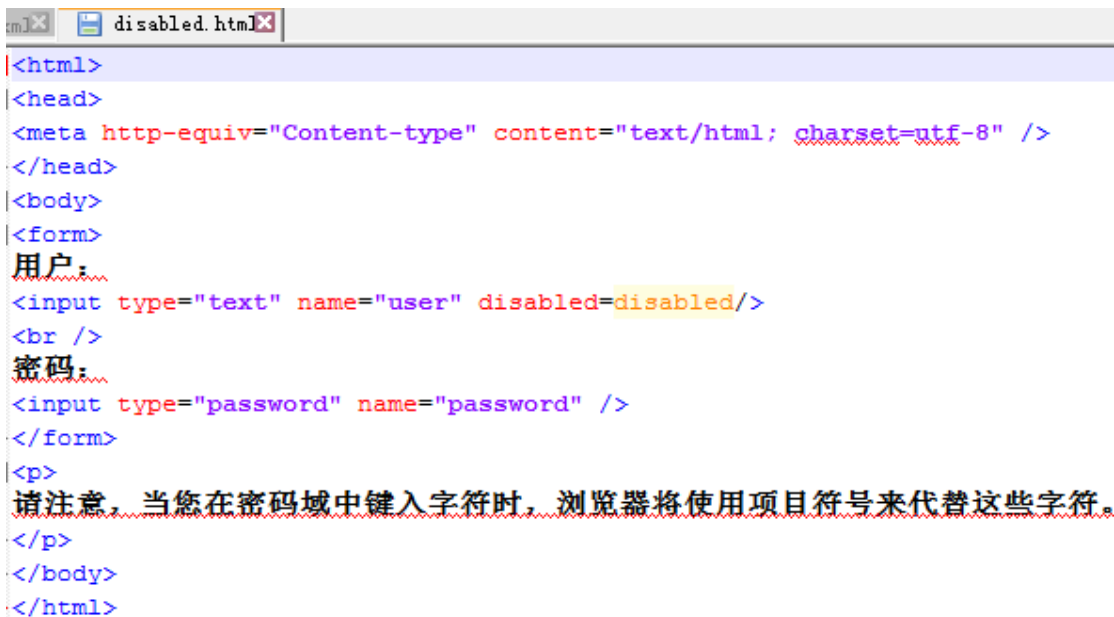 disabled.html
<html>
<head>
<meta http-equiv="Content-type" content="text/html; charset=utf-8" />
</head>
<body>
<form>
用户：
<input type="text" name="user" disabled=disabled/>
<br />
密码：
<input type="password" name="password" />
</form>
<p>
请注意，当您在密码域中键入字符时，浏览器将使用项目符号来代替这些字符。
</p>
</body>
</html>